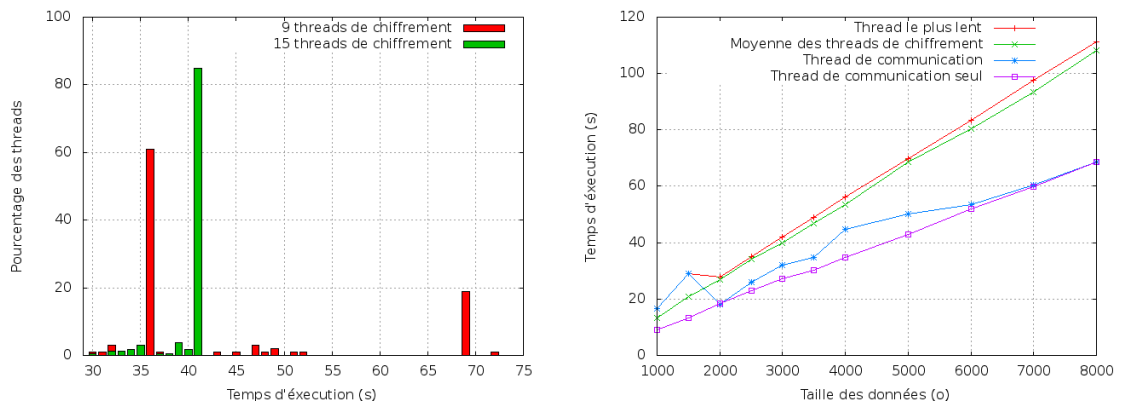 9 threads de chiffrement
15 threads de chiffrement
Pourcentage des threads
100
80
60
40
20
0
30 35 40 45 50 55 60 65 70 75
Temps d'éxecution (s)
Thread le plus lent
Moyenne des threads de chiffrement
Thread de communication
Thread de communication seul
Temps d'éxecution (s)
120
100
80
60
40
20
0
1000 2000 3000 4000 5000 6000 7000 8000
Taille des données (o)